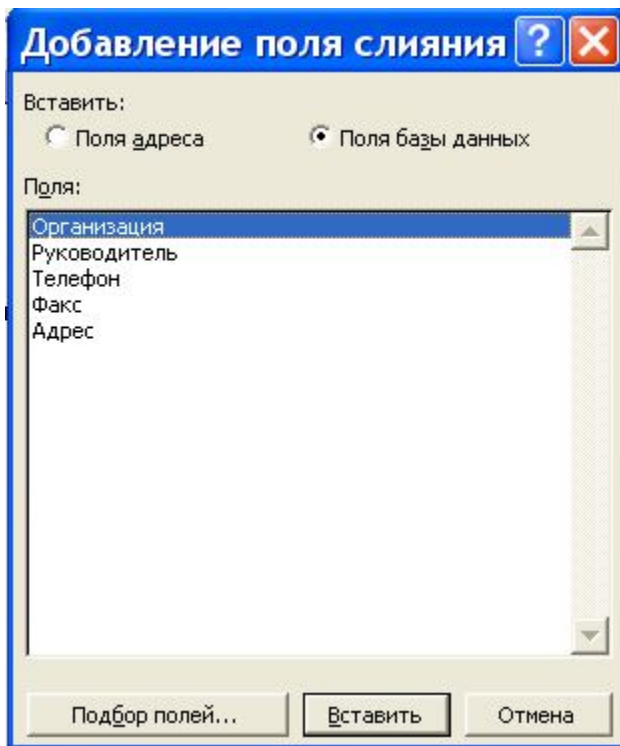 Добавление поля слияния
Вставить:
Поля адреса Поля базы данных
Поля:
Организация
Руководитель
Телефон
Факс
Адрес
Подбор полей... Вставить Отмена